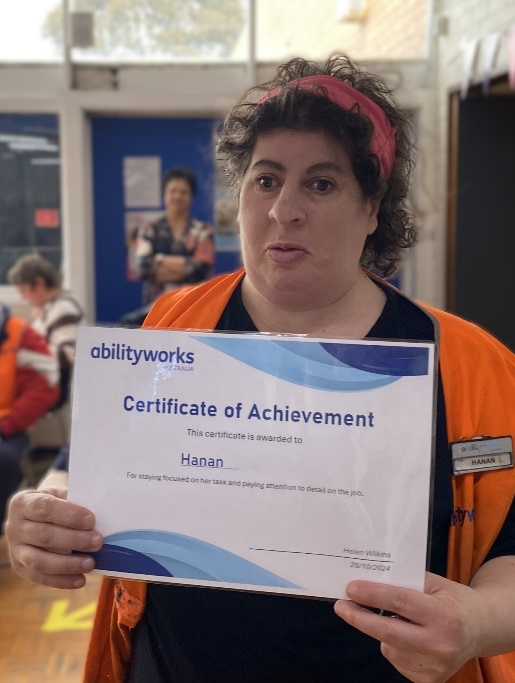 abilityworks
AUSTRALIA
Certificate of Achievement
This certificate is awarded to
Hanan
For staying focused on her task and paying attention to detail on the job.
Helen Wilkins
25/10/2024
HANAN